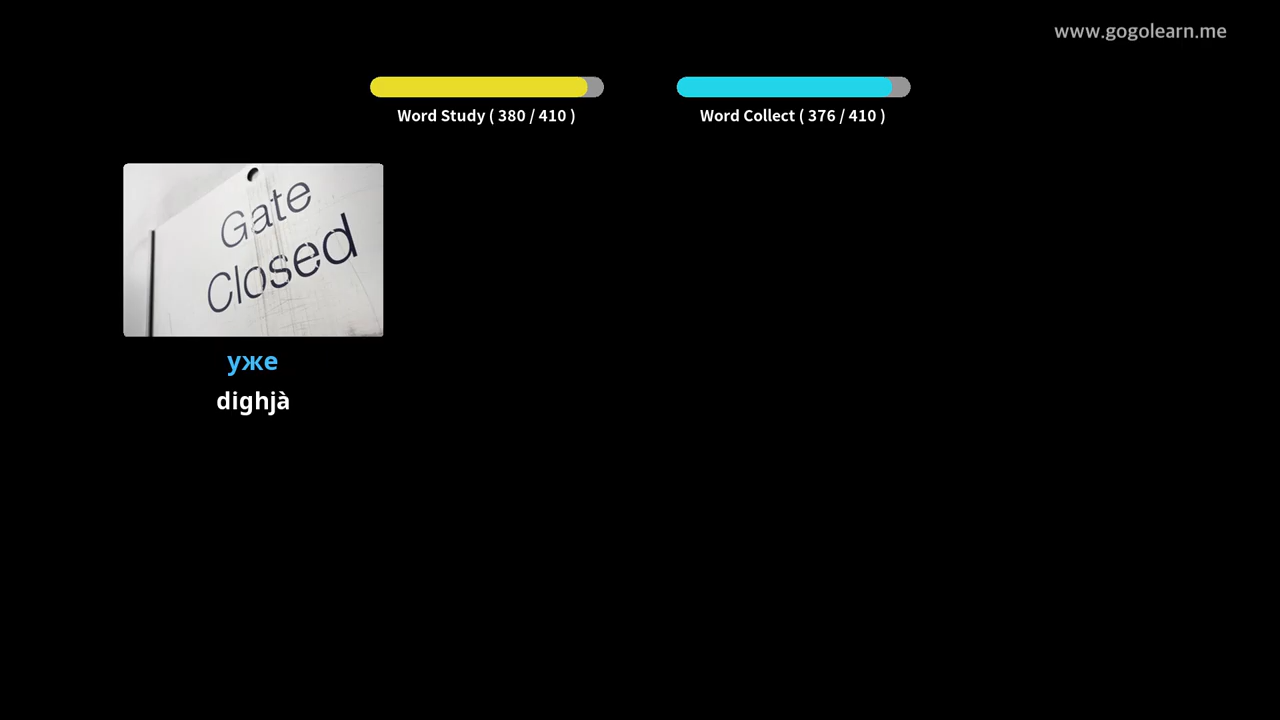 www.gogolearn.me
Word Study ( 380 / 410 )
Word Collect ( 376 / 410 )
Gate
Closed
уже
dighjà